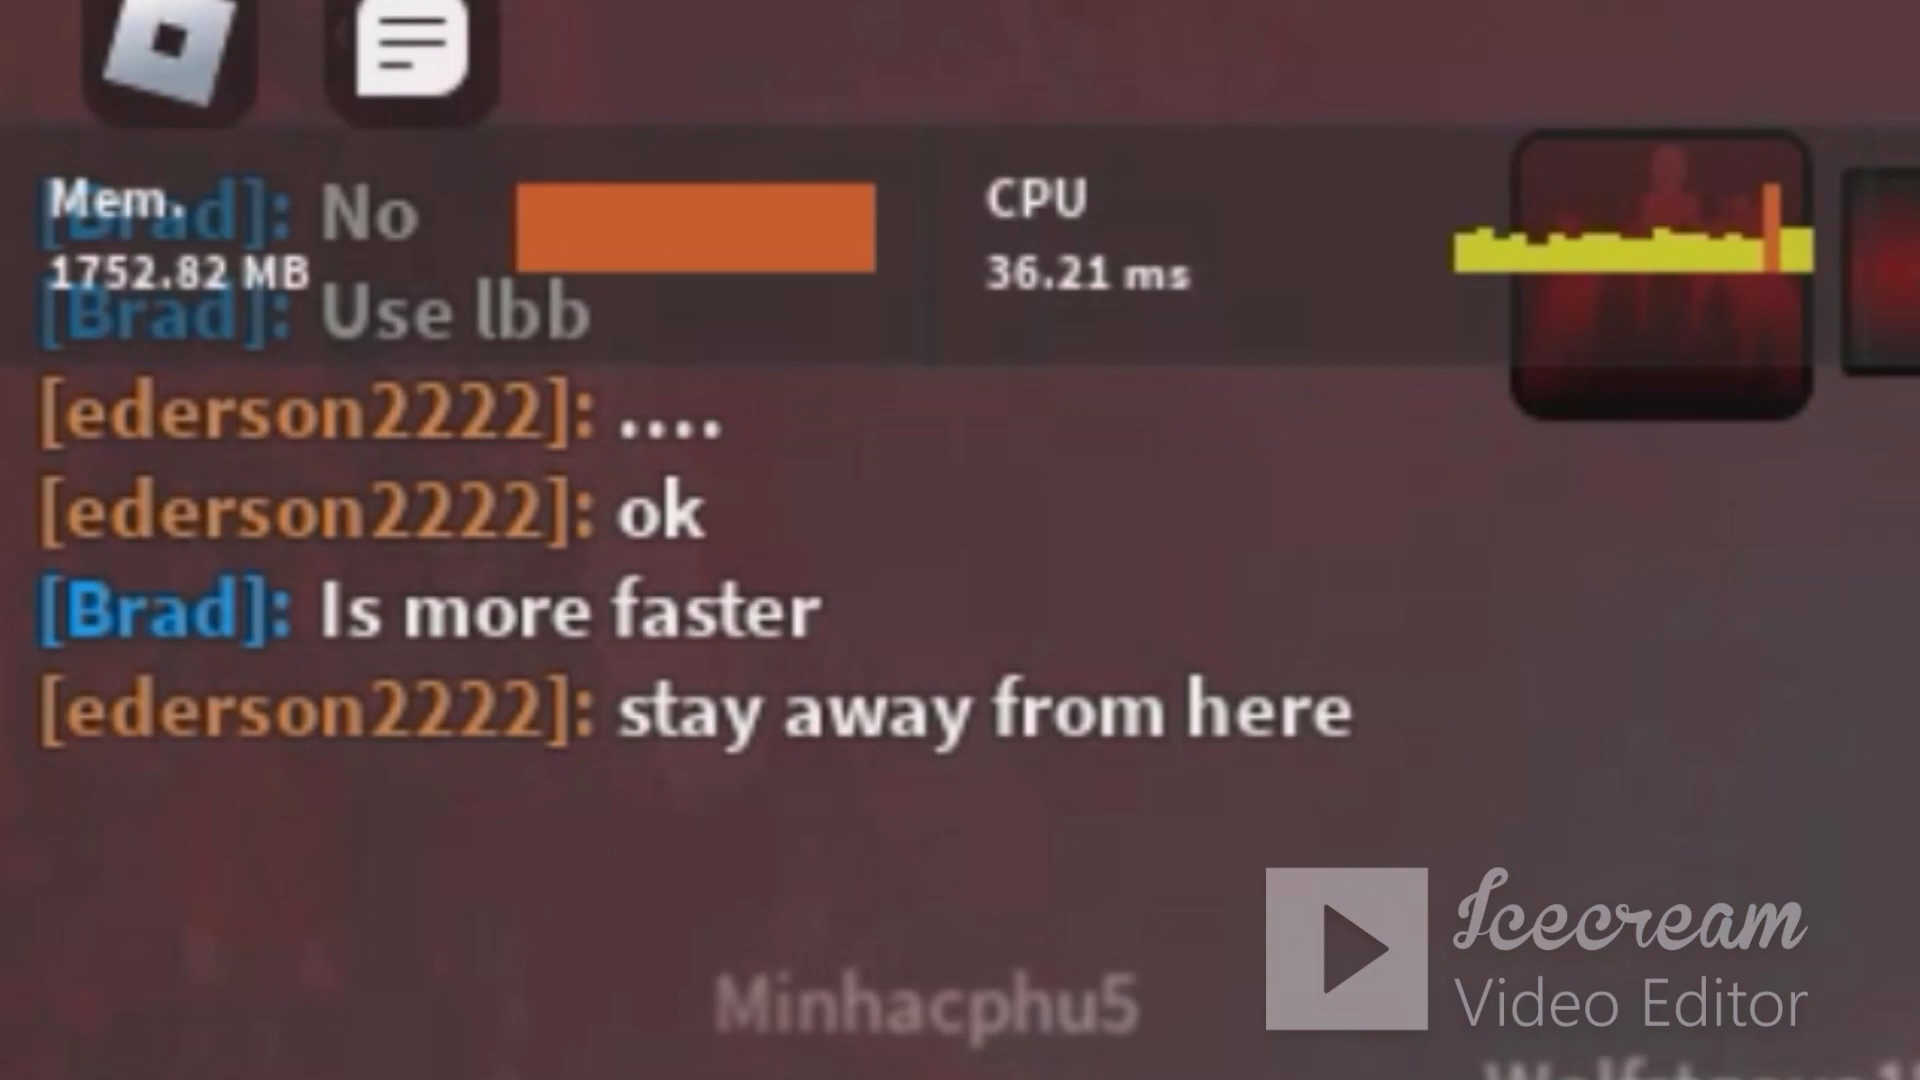 Mem.
1752.82 MB
CPU
36.21 ms
[Brad]: No
[Brad]: Use lbb
[ederson2222]: ....
[ederson2222]: ok
[Brad]: Is more faster
[ederson2222]: stay away from here
Minhacphu5
Icecream
Video Editor